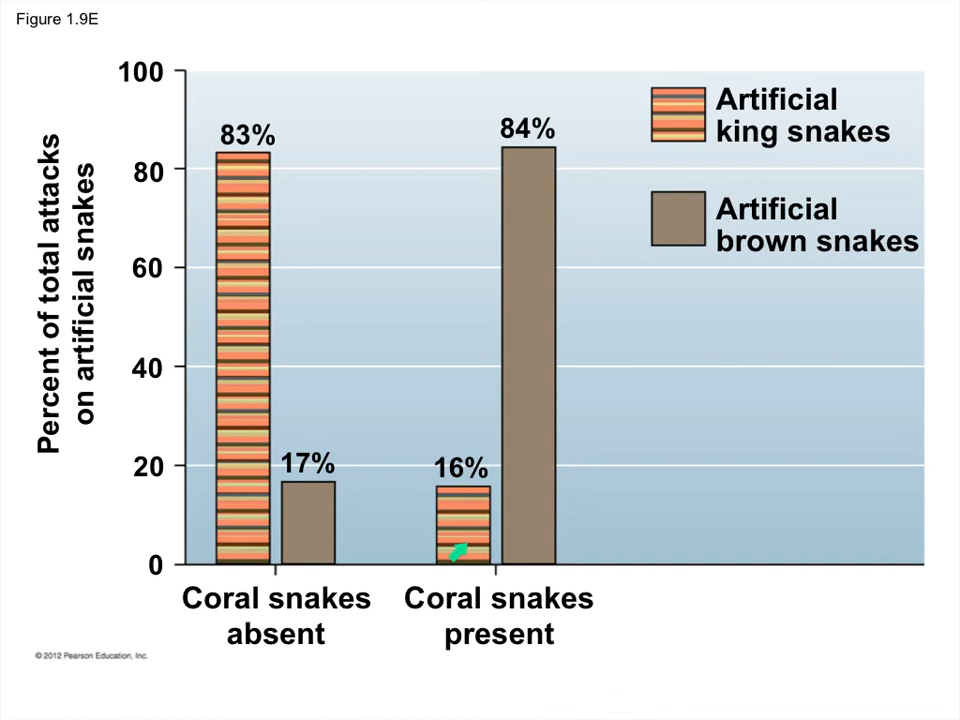 Figure 1.9E
Percent of total attacks
on artificial snakes
100
80
60
40
20
0
83%
17%
16%
84%
Coral snakes
absent
Coral snakes
present
Artificial
king snakes
Artificial
brown snakes
© 2012 Pearson Education, Inc.